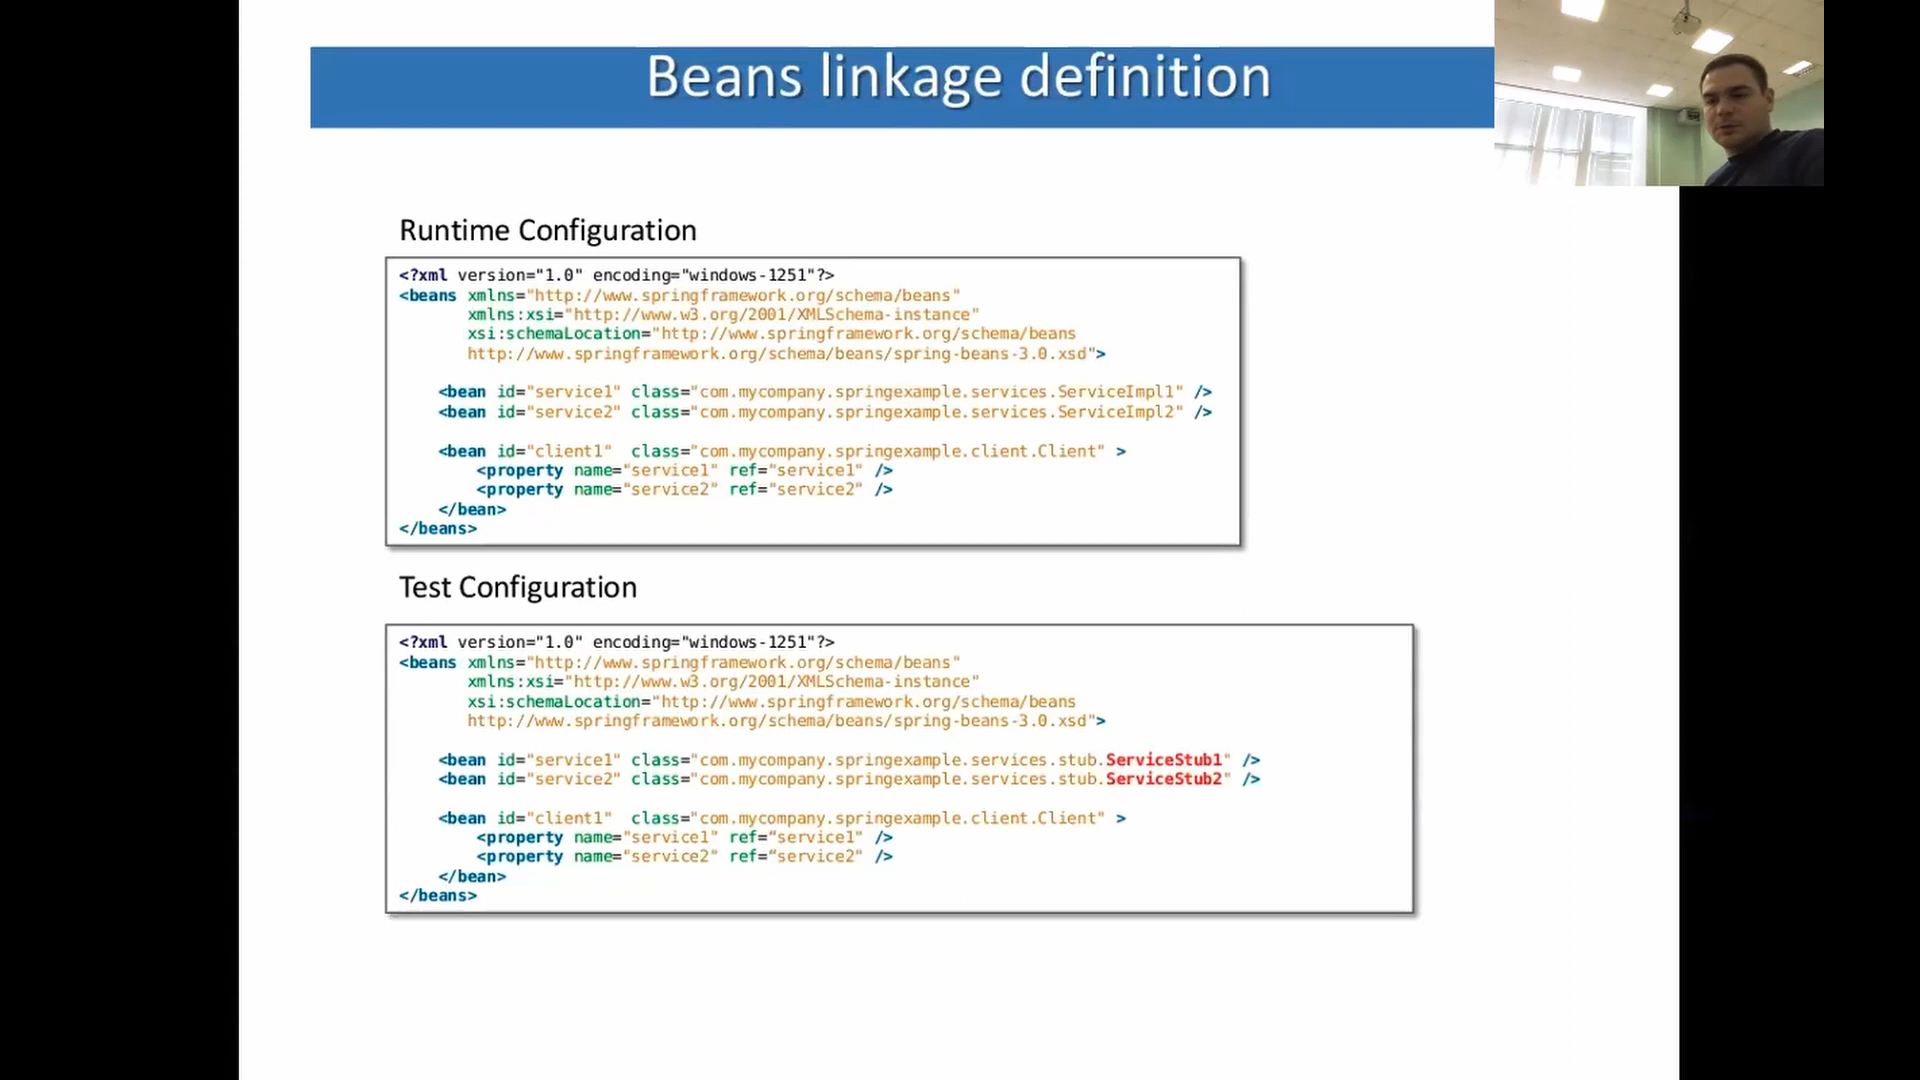 Beans linkage definition
Runtime Configuration
<?xml version="1.0" encoding="windows-1251"?>
<beans xmlns="http://www.springframework.org/schema/beans"
xmlns:xsi="http://www.w3.org/2001/XMLSchema-instance"
xsi:schemaLocation="http://www.springframework.org/schema/beans
http://www.springframework.org/schema/beans/spring-beans-3.0.xsd">
<bean id="service1" class="com.mycompany.springexample.services.ServiceImpl1" />
<bean id="service2" class="com.mycompany.springexample.services.ServiceImpl2" />
<bean id="client1" class="com.mycompany.springexample.client.Client" >
<property name="service1" ref="service1" />
<property name="service2" ref="service2" />
</bean>
</beans>
Test Configuration
<?xml version="1.0" encoding="windows-1251"?>
<beans xmlns="http://www.springframework.org/schema/beans"
xmlns:xsi="http://www.w3.org/2001/XMLSchema-instance"
xsi:schemaLocation="http://www.springframework.org/schema/beans
http://www.springframework.org/schema/beans/spring-beans-3.0.xsd">
<bean id="service1" class="com.mycompany.springexample.services.stub.ServiceStub1" />
<bean id="service2" class="com.mycompany.springexample.services.stub.ServiceStub2" />
<bean id="client1" class="com.mycompany.springexample.client.Client" >
<property name="service1" ref=“service1" />
<property name="service2" ref=“service2" />
</bean>
</beans>